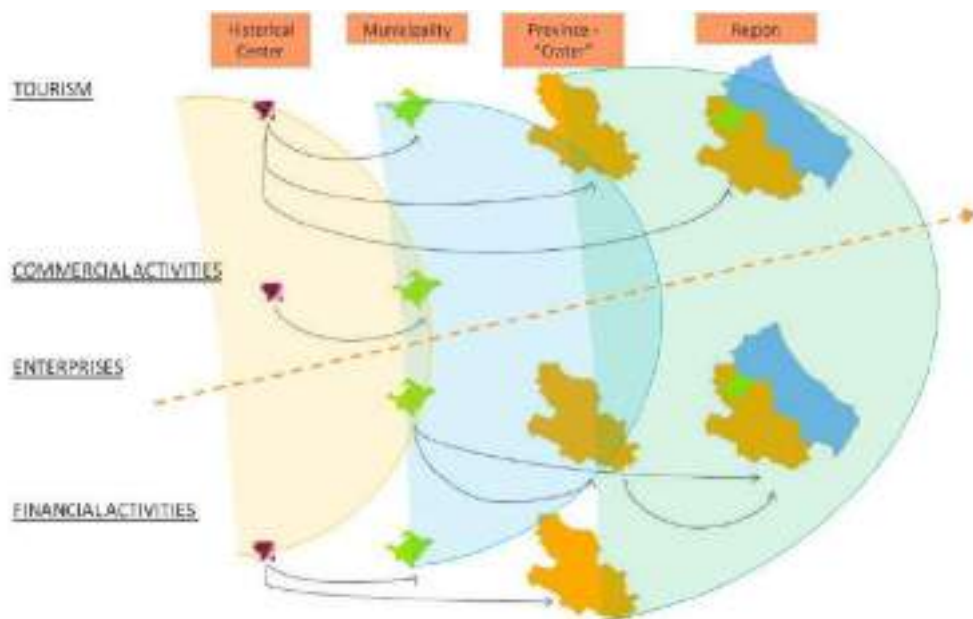 Historical
Center
Municipality
Province -
"Crater"
Region
TOURISM
COMMERCIAL ACTIVITIES
ENTERPRISES
FINANCIAL ACTIVITIES